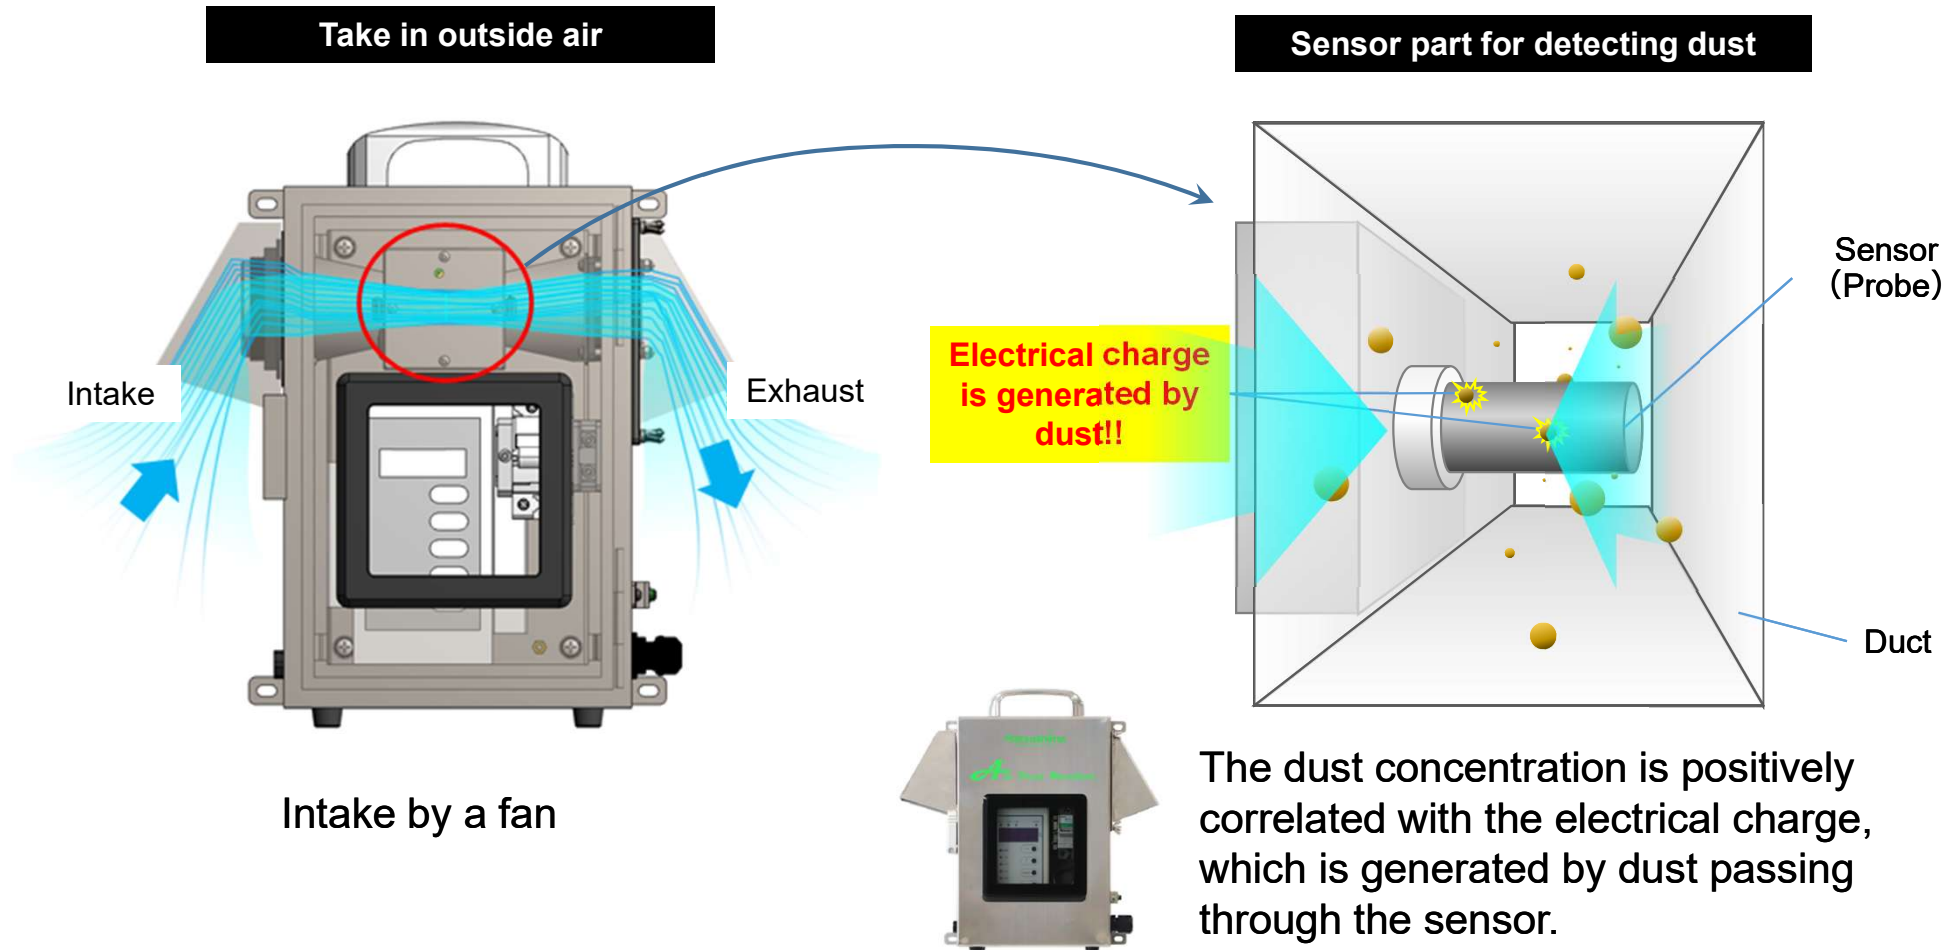 Take in outside air
Sensor part for detecting dust
Sensor
（Probe）
Electrical charge
is generated by
dust!!
Intake
Exhaust
Duct
Intake by a fan
The dust concentration is positively
correlated with the electrical charge,
which is generated by dust passing
through the sensor.